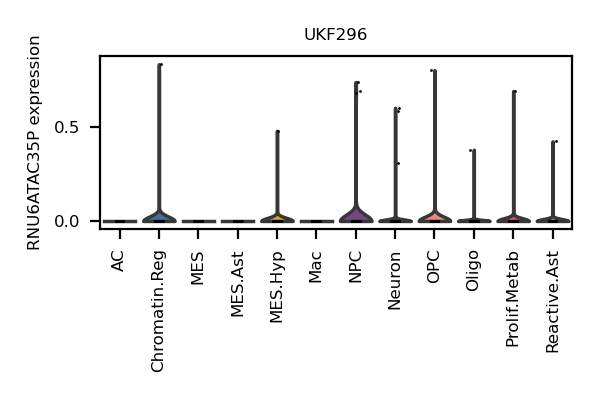 UKF296
RNU6ATAC35P expression
0.5
0.0
AC
Chromatin.Reg
MES
MES.Ast
MES.Hyp
Mac
NPC
Neuron
OPC
Oligo
Prolif.Metab
Reactive.Ast